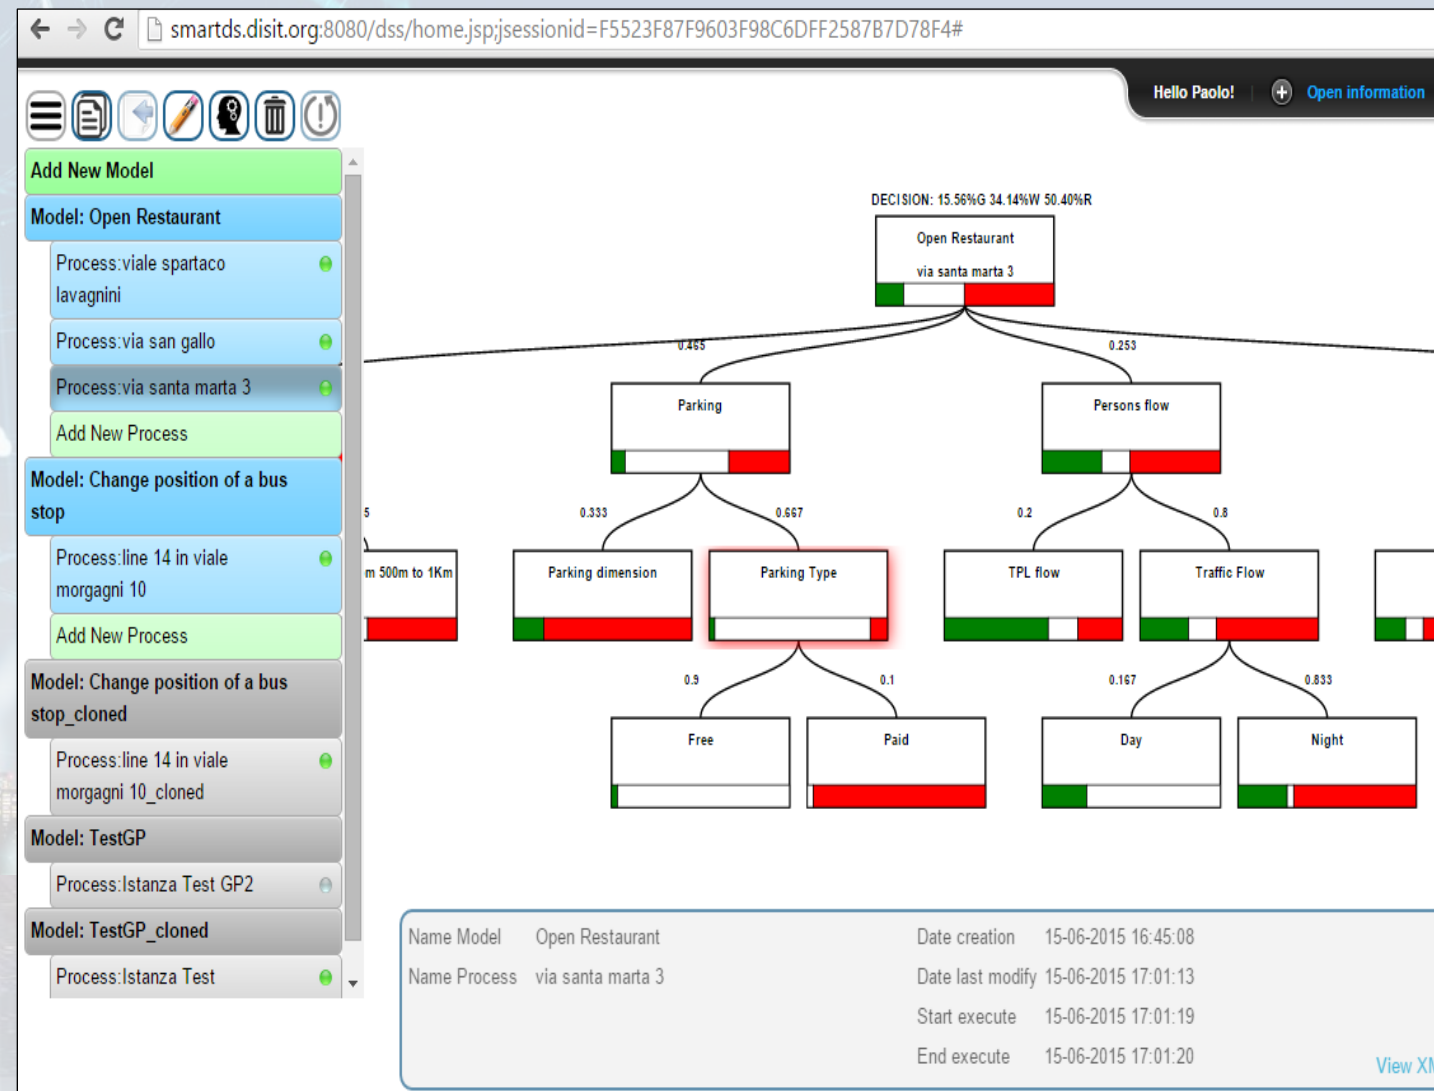 smartds.disit.org:8080/dss/home.jsp;jsessionid=F5523F87F9603F98C6DFF2587B7D78F4#
Hello Paolo!
Open information
Add New Model
Model: Open Restaurant
Process:viale spartaco
lavagnini
Process:via san gallo
Process:via santa marta 3
Add New Process
Model: Change position of a bus
stop
Process:line 14 in viale
morgagni 10
Add New Process
Model: Change position of a bus
stop_cloned
Process:line 14 in viale
morgagni 10_cloned
Model: TestGP
Process:Istanza Test GP2
Model: TestGP_cloned
Process:Istanza Test
DECISION: 15.56%G 34.14%W 50.40%R
Open Restaurant
via santa marta 3
0.465
0.253
Parking
Persons flow
5
0.333
0.667
0.2
0.8
m 500m to 1Km
Parking dimension
Parking Type
TPL flow
Traffic Flow
0.9
0.1
0.167
0.833
Free
Paid
Day
Night
Name Model Open Restaurant
Name Process via santa marta 3
Date creation 15-06-2015 16:45:08
Date last modify 15-06-2015 17:01:13
Start execute 15-06-2015 17:01:19
End execute 15-06-2015 17:01:20
View XM